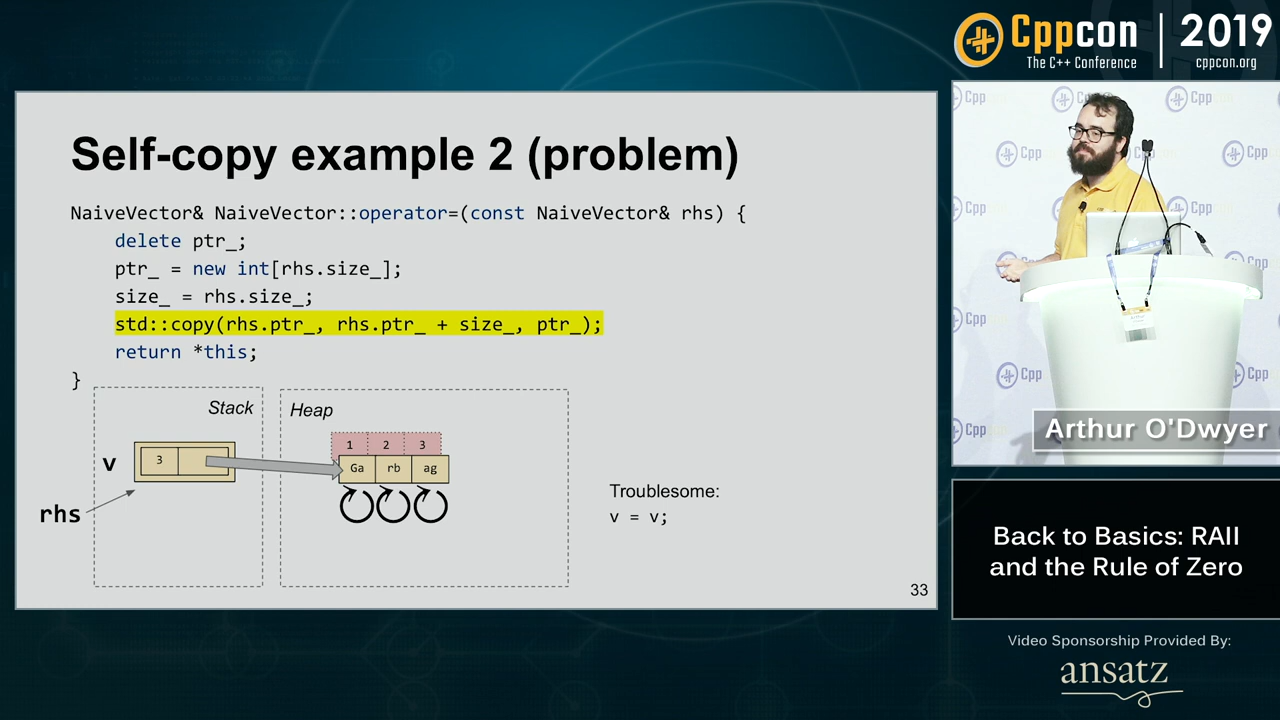 Cppcon
The C++ Conference
2019
cppcon.org
Self-copy example 2 (problem)
NaiveVector& NaiveVector::operator=(const NaiveVector& rhs) {
delete ptr_;
ptr_ = new int[rhs.size_];
size_ = rhs.size_;
std::copy(rhs.ptr_, rhs.ptr_ + size_, ptr_);
return *this;
}
Stack
Heap
1 2 3
v
3
Ga rb ag
rhs
Troublesome:
v = v;
33
Arthur O'Dwyer
Back to Basics: RAII
and the Rule of Zero
Video Sponsorship Provided By:
ansatz